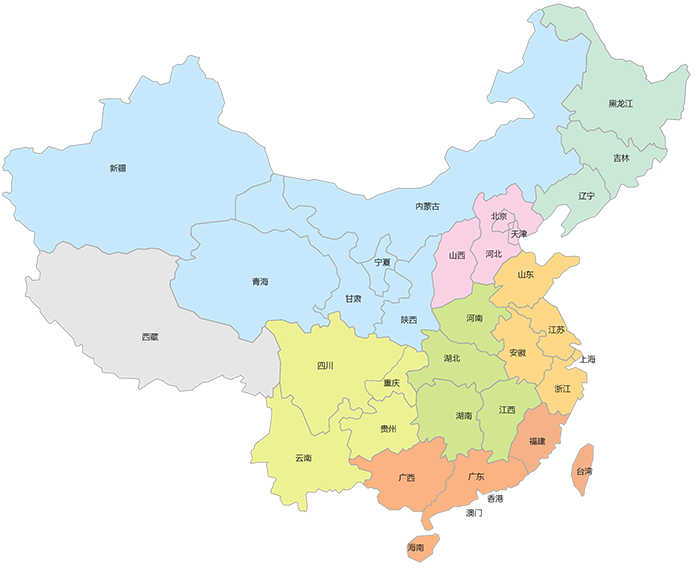 黑龙江
吉林
新疆
辽宁
内蒙古
北京
天津
山西
河北
宁夏
山东
青海
甘肃
陕西
河南
江苏
西藏
湖北
安徽
上海
四川
重庆
浙江
湖南
江西
贵州
福建
云南
台湾
广西
广东
香港
澳门
海南